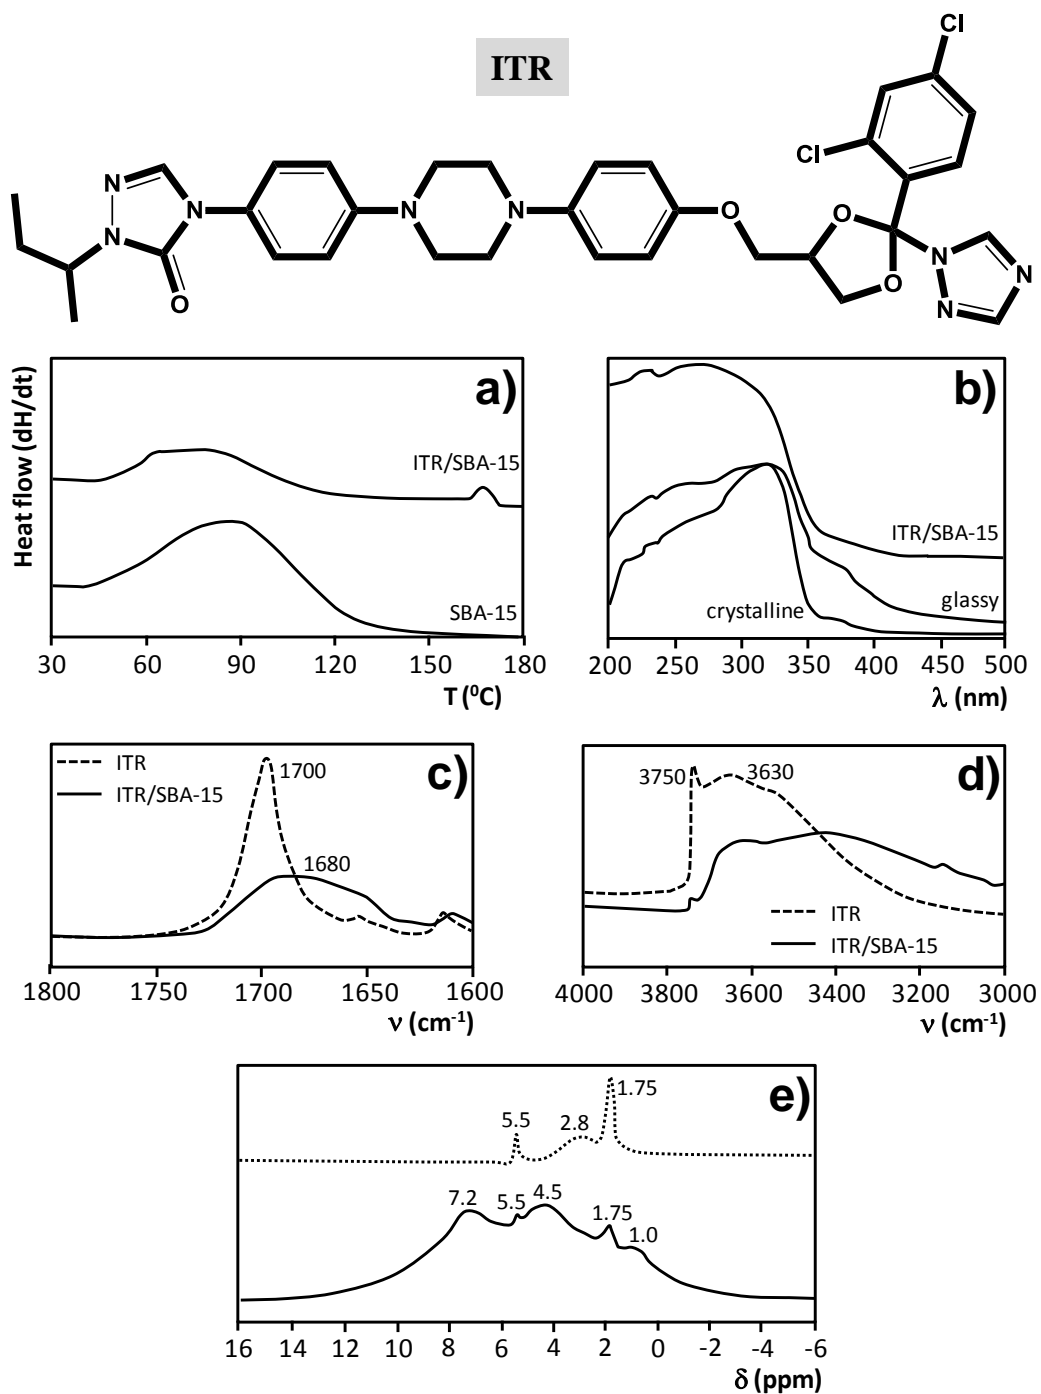 ITR
Cl
Cl
N
N
N
O
N
N
O
O
O
N
N
N
a)
Heat flow (dH/dt)
ITR/SBA-15
SBA-15
30 60 90 120 150 180
T (⁰C)
b)
ITR/SBA-15
glassy
crystalline
200 250 300 350 400 450 500
λ (nm)
c)
ITR
ITR/SBA-15
1700
1680
1800 1750 1700 1650 1600
ν (cm⁻¹)
d)
3750 3630
ITR
ITR/SBA-15
4000 3800 3600 3400 3200 3000
ν (cm⁻¹)
e)
1.75
5.5 2.8
7.2 5.5 4.5
1.75
1.0
16 14 12 10 8 6 4 2 0 -2 -4 -6
δ (ppm)